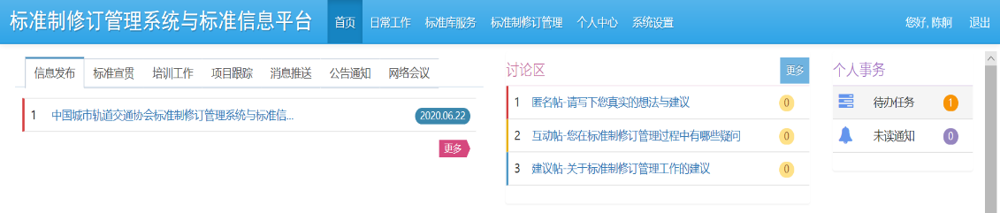 标准制修订管理系统与标准信息平台 首页 日常工作 标准库服务 标准制修订管理 个人中心 系统设置 您好, 陈舸 退出
信息发布 标准宣贯 培训工作 项目跟踪 消息推送 公告通知 网络会议
1 中国城市轨道交通协会标准制修订管理系统与标准信... 2020.06.22
更多
讨论区 更多
1 匿名帖-请写下您真实的想法与建议 0
2 互动帖-您在标准制修订管理过程中有哪些疑问 0
3 建议帖-关于标准制修订管理工作的建议 0
个人事务
待办任务 1
未读通知 0